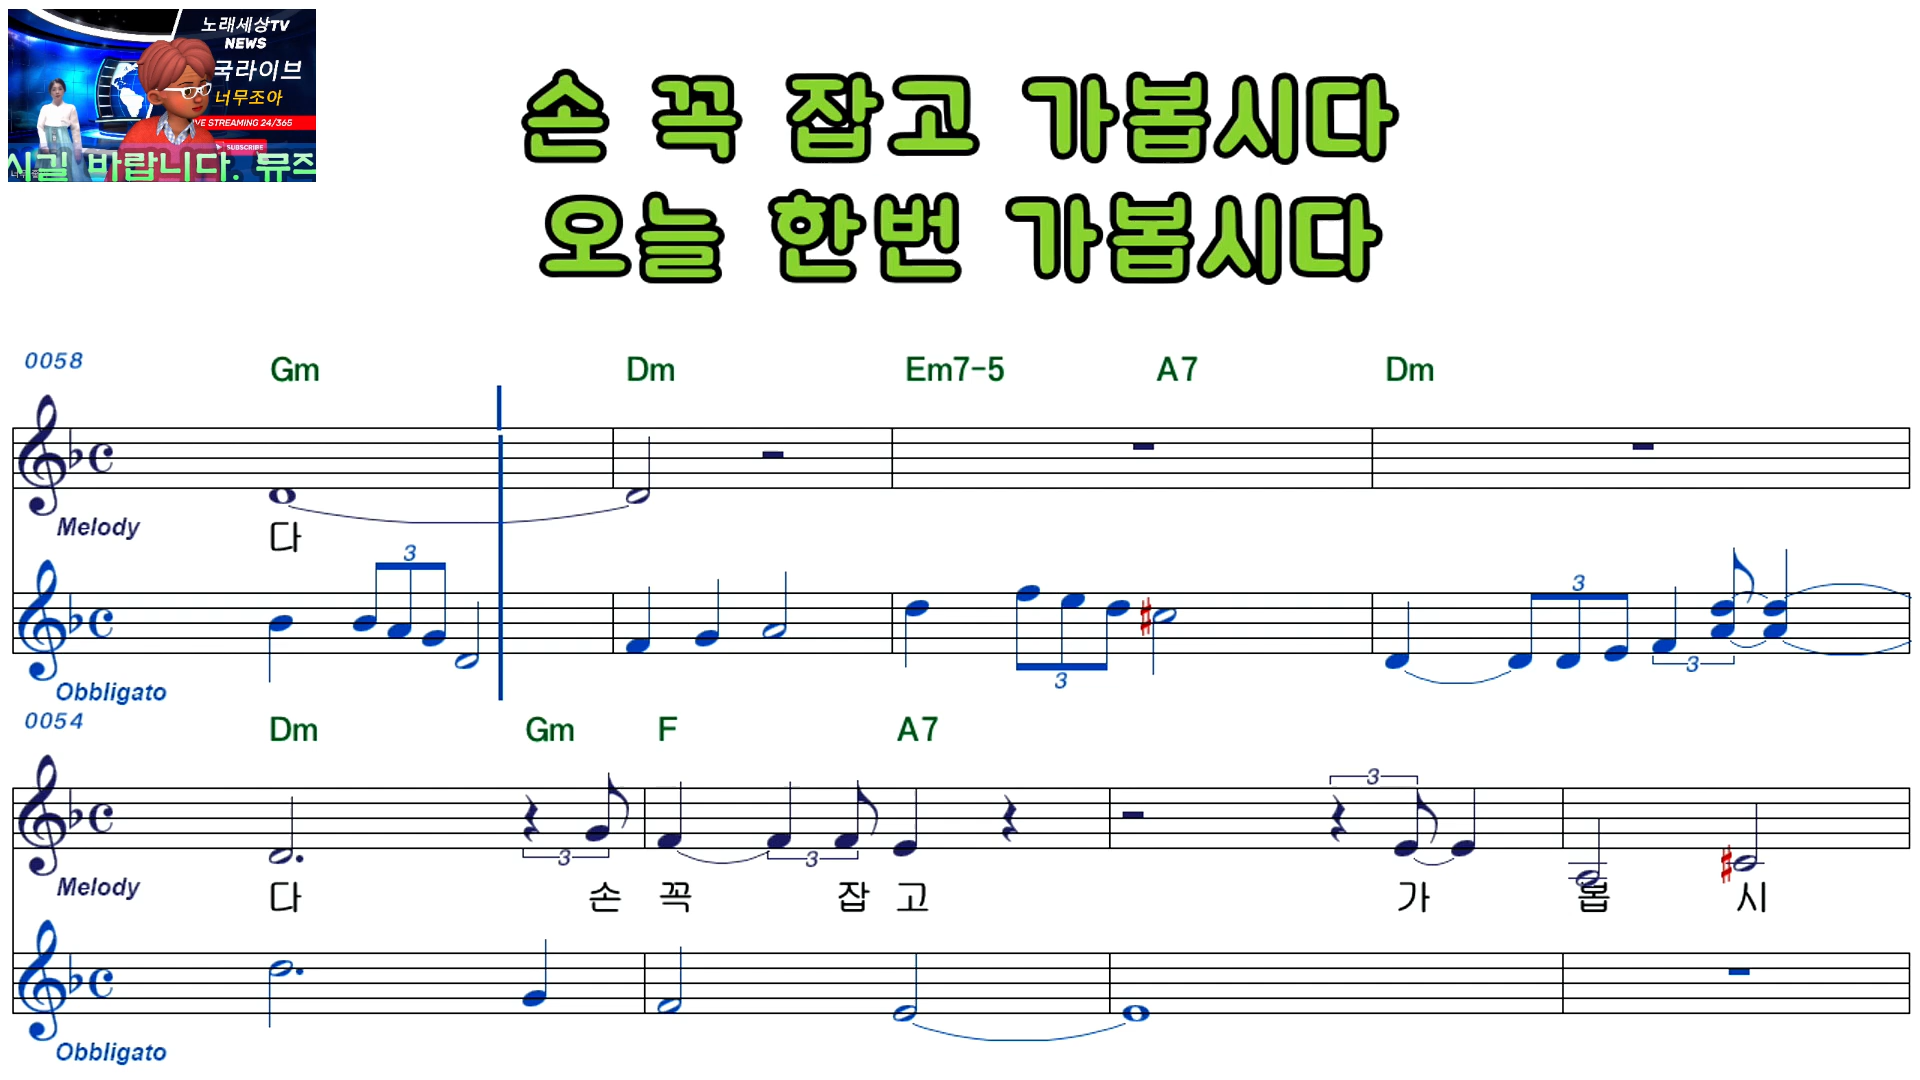 노래세상TV
NEWS
국라이브
너무조아
VE STREAMING 24/365
SUBSCRIBE
시길 바랍니다. 뮤즈
손 꼭 잡고 가봅시다
오늘 한번 가봅시다
0058
Gm Dm Em7-5 A7 Dm
Melody
다
3
3
3
3
Obbligato
0054
Dm Gm F A7
3
3
3
Melody
다 손 꼭 잡 고 가 봅 시
Obbligato